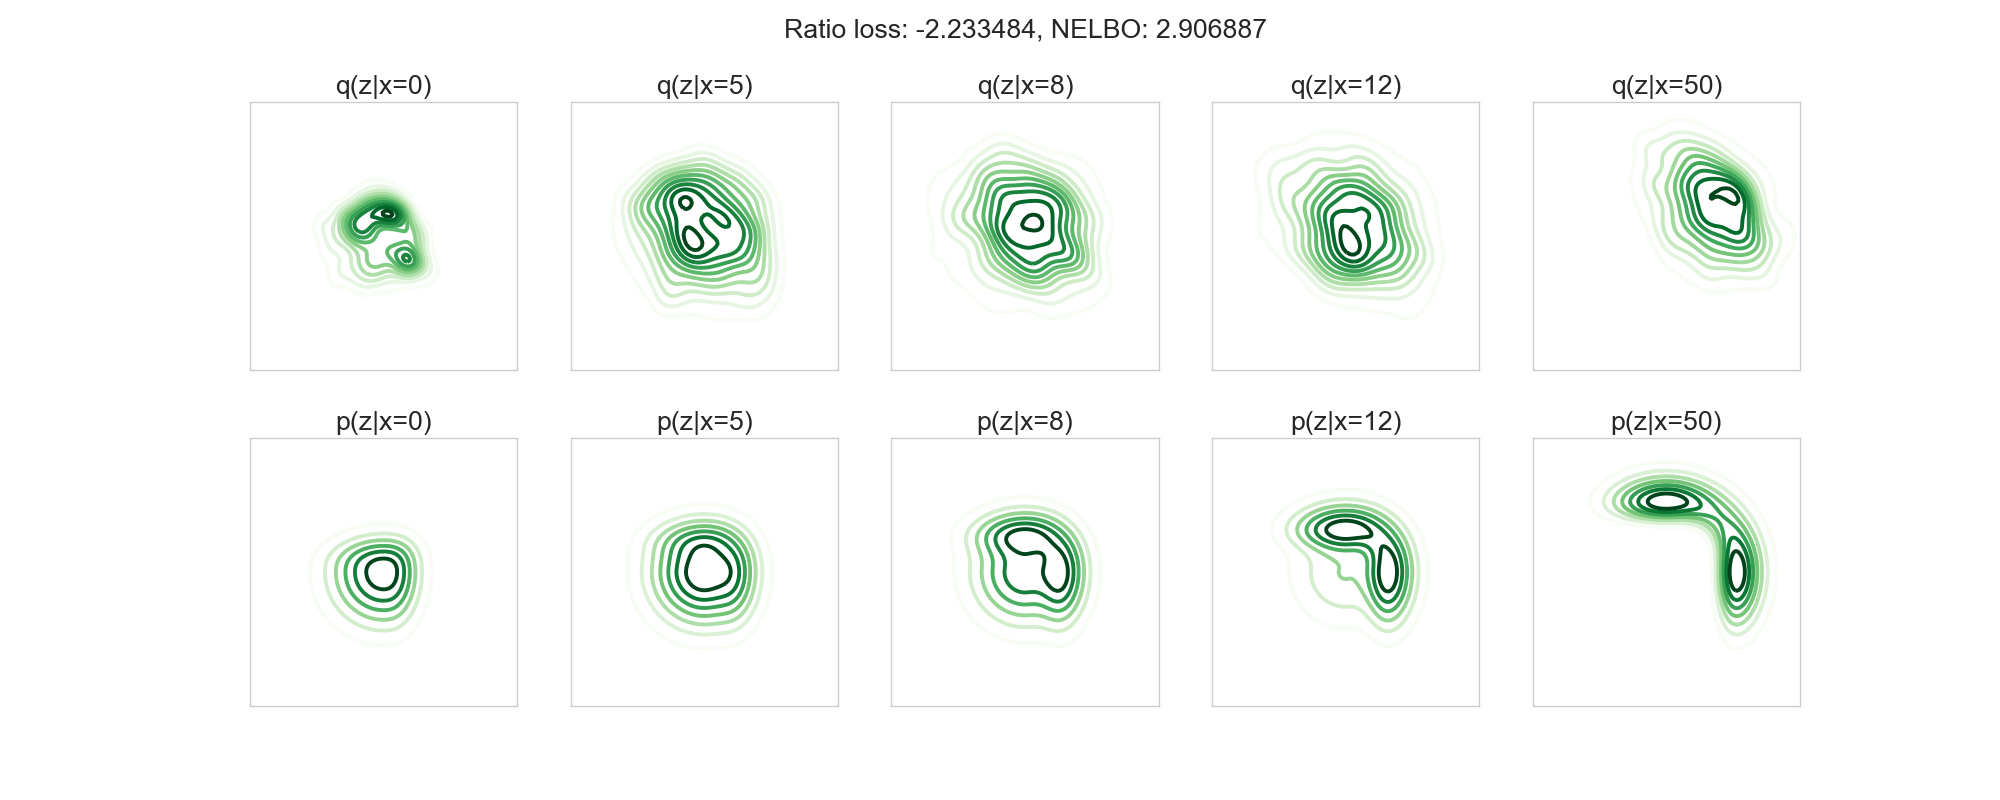 Ratio loss: -2.233484, NELBO: 2.906887
q(z|x=0) q(z|x=5) q(z|x=8) q(z|x=12) q(z|x=50)
p(z|x=0) p(z|x=5) p(z|x=8) p(z|x=12) p(z|x=50)